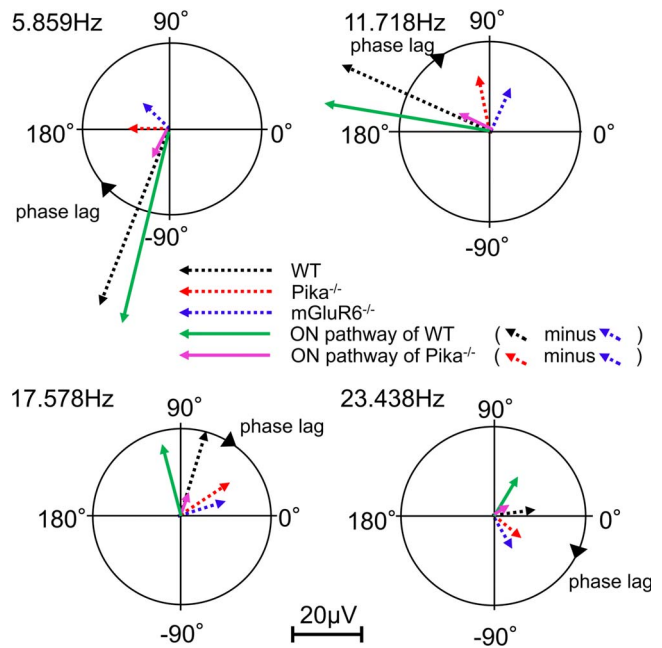 5.859Hz
90°
180°
0°
phase lag
-90°
11.718Hz
90°
phase lag
180°
0°
-90°
WT
Pika-/-
mGluR6-/-
ON pathway of WT ( minus )
ON pathway of Pika-/- ( minus )
17.578Hz
90°
phase lag
180°
0°
-90°
23.438Hz
90°
180°
0°
phase lag
-90°
20µV